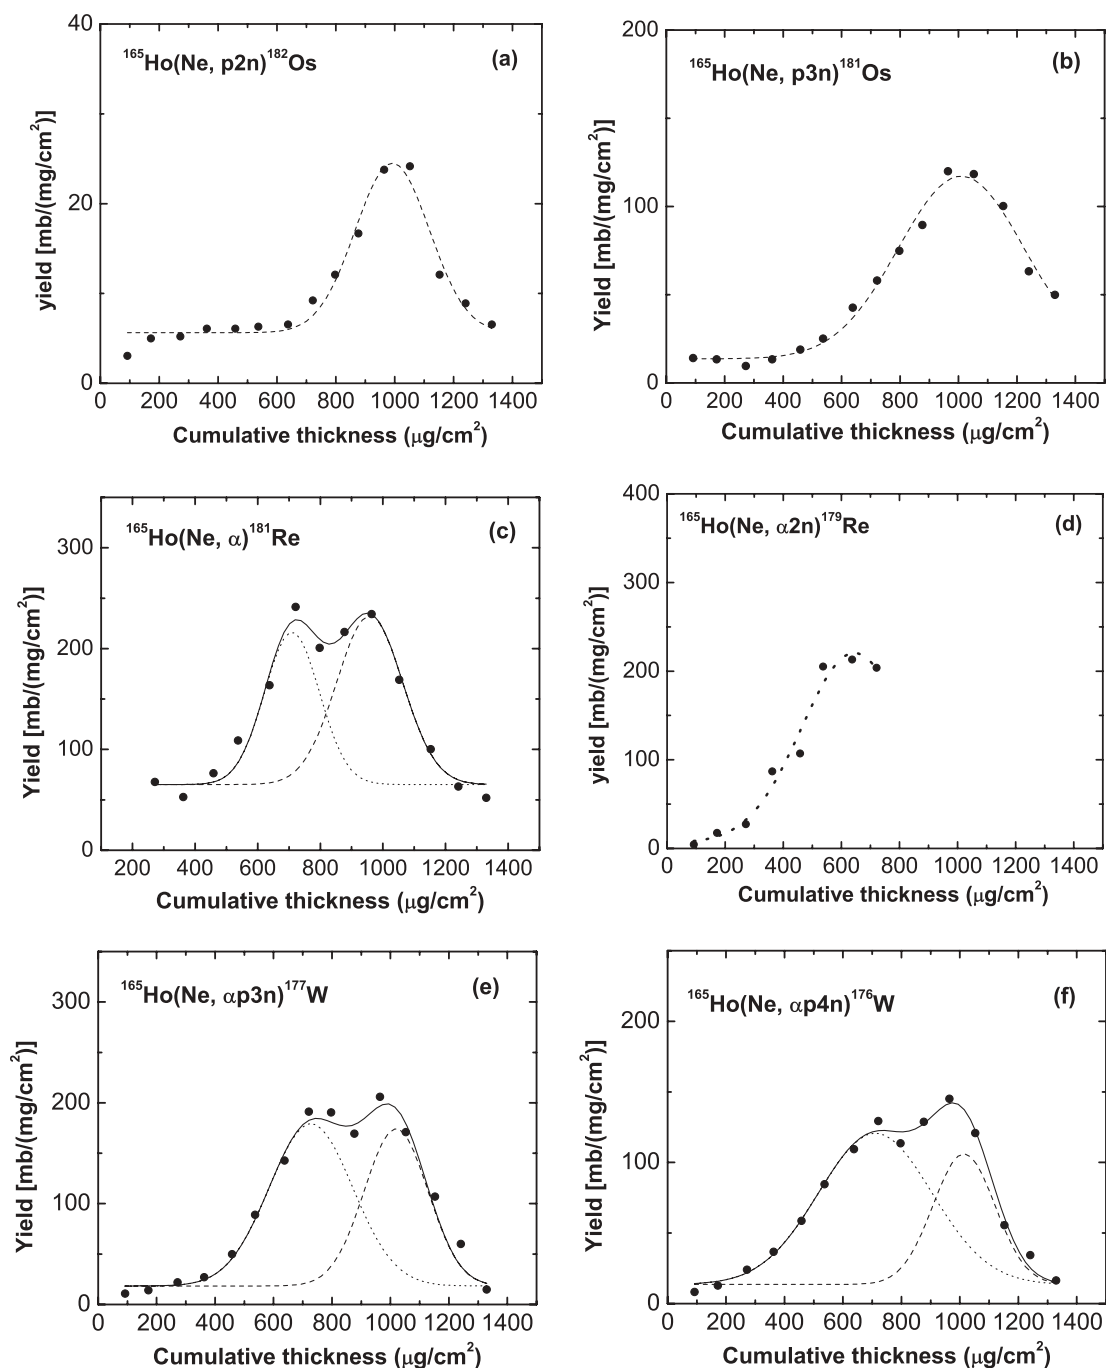 ¹⁶⁵Ho(Ne, p2n)¹⁸²Os
(a)
yield [mb/(mg/cm²)]
40
20
0
0 200 400 600 800 1000 1200 1400
Cumulative thickness (μg/cm²)
¹⁶⁵Ho(Ne, p3n)¹⁸¹Os
(b)
Yield [mb/(mg/cm²)]
200
100
0
0 200 400 600 800 1000 1200 1400
Cumulative thickness (μg/cm²)
¹⁶⁵Ho(Ne, α)¹⁸¹Re
(c)
Yield [mb/(mg/cm²)]
300
200
100
0
200 400 600 800 1000 1200 1400
Cumulative thickness (μg/cm²)
¹⁶⁵Ho(Ne, α2n)¹⁷⁹Re
(d)
yield [mb/(mg/cm²)]
400
300
200
100
0
0 200 400 600 800 1000 1200 1400
Cumulative thickness (μg/cm²)
¹⁶⁵Ho(Ne, αp3n)¹⁷⁷W
(e)
Yield [mb/(mg/cm²)]
300
200
100
0
0 200 400 600 800 1000 1200 1400
Cumulative thickness (μg/cm²)
¹⁶⁵Ho(Ne, αp4n)¹⁷⁶W
(f)
Yield [mb/(mg/cm²)]
200
100
0
0 200 400 600 800 1000 1200 1400
Cumulative thickness (μg/cm²)